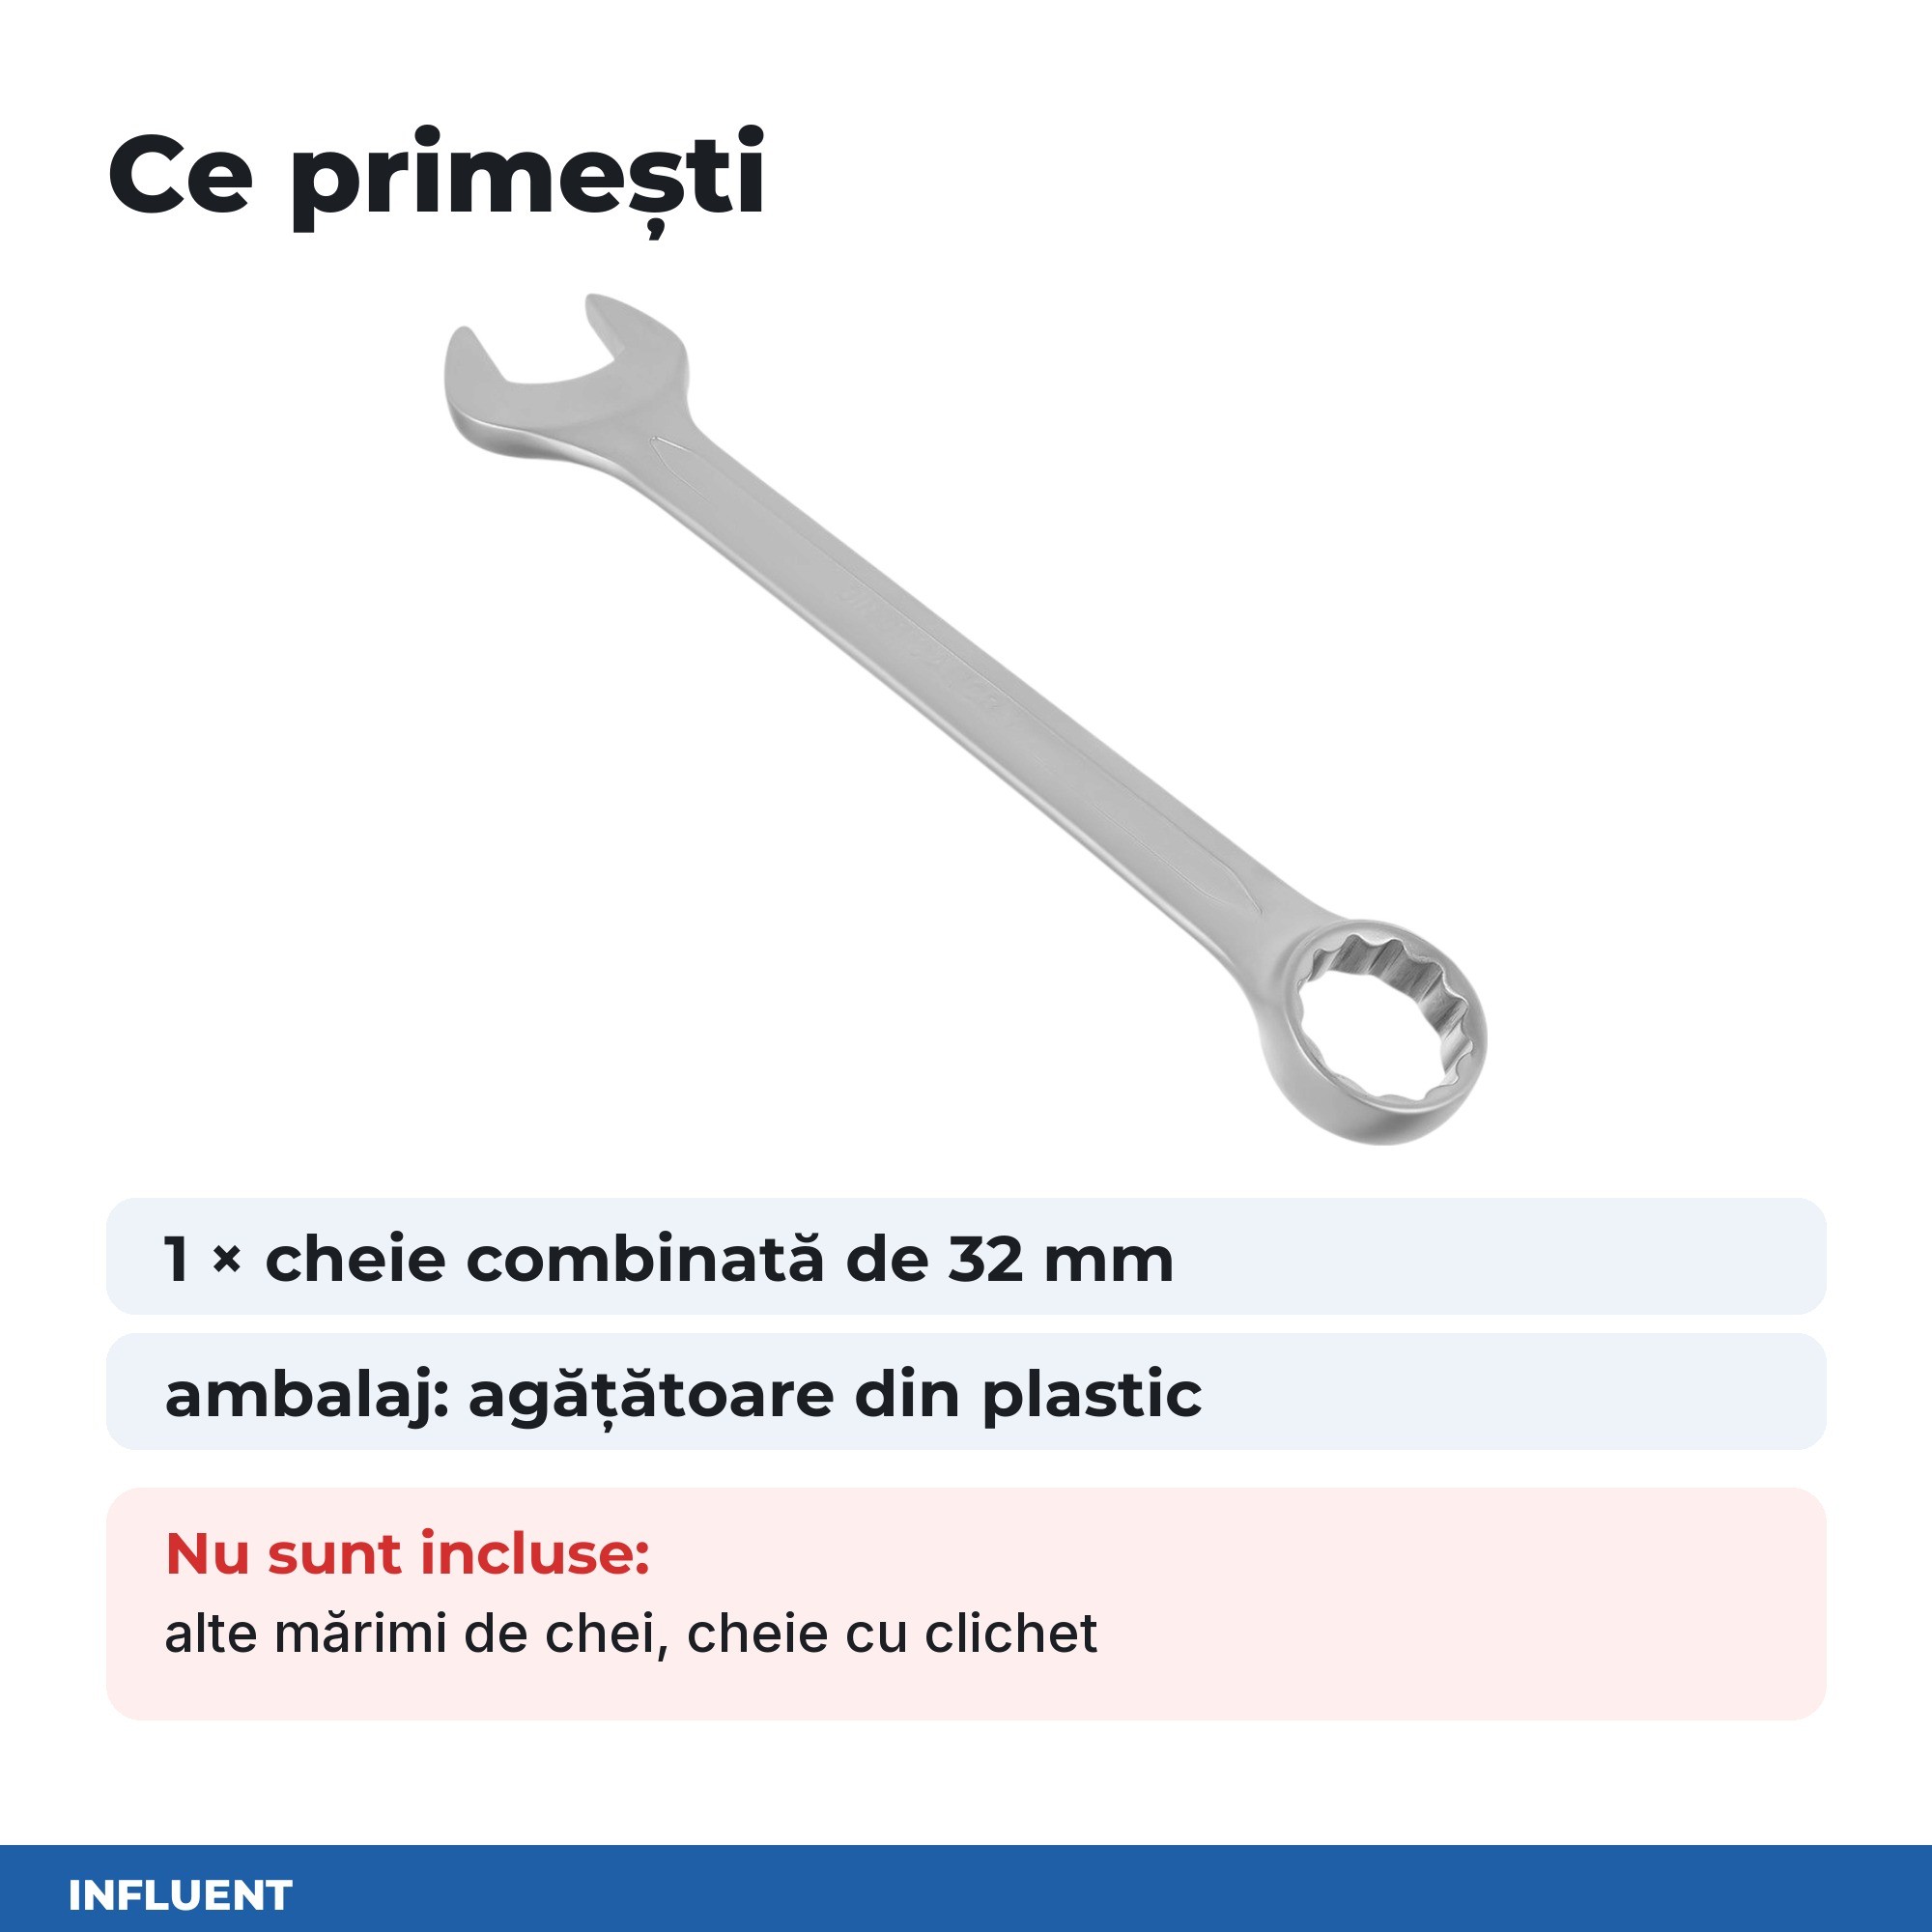 Ce primești
1 × cheie combinată de 32 mm
ambalaj: agățătoare din plastic
Nu sunt incluse:
alte mărimi de chei, cheie cu clichet
INFLUENT